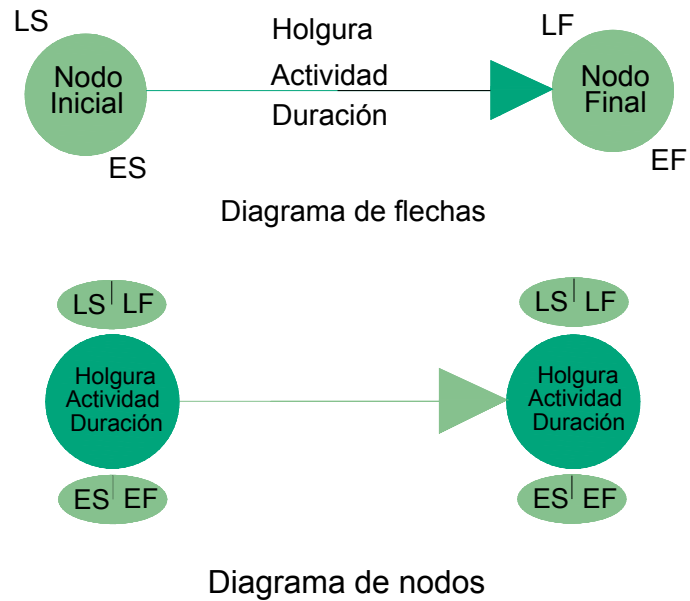 LS
Holgura
LF
Nodo
Inicial
Actividad
Nodo
Final
Duración
ES
EF
Diagrama de flechas
LS LF
LS LF
Holgura
Actividad
Duración
Holgura
Actividad
Duración
ES EF
ES EF
Diagrama de nodos